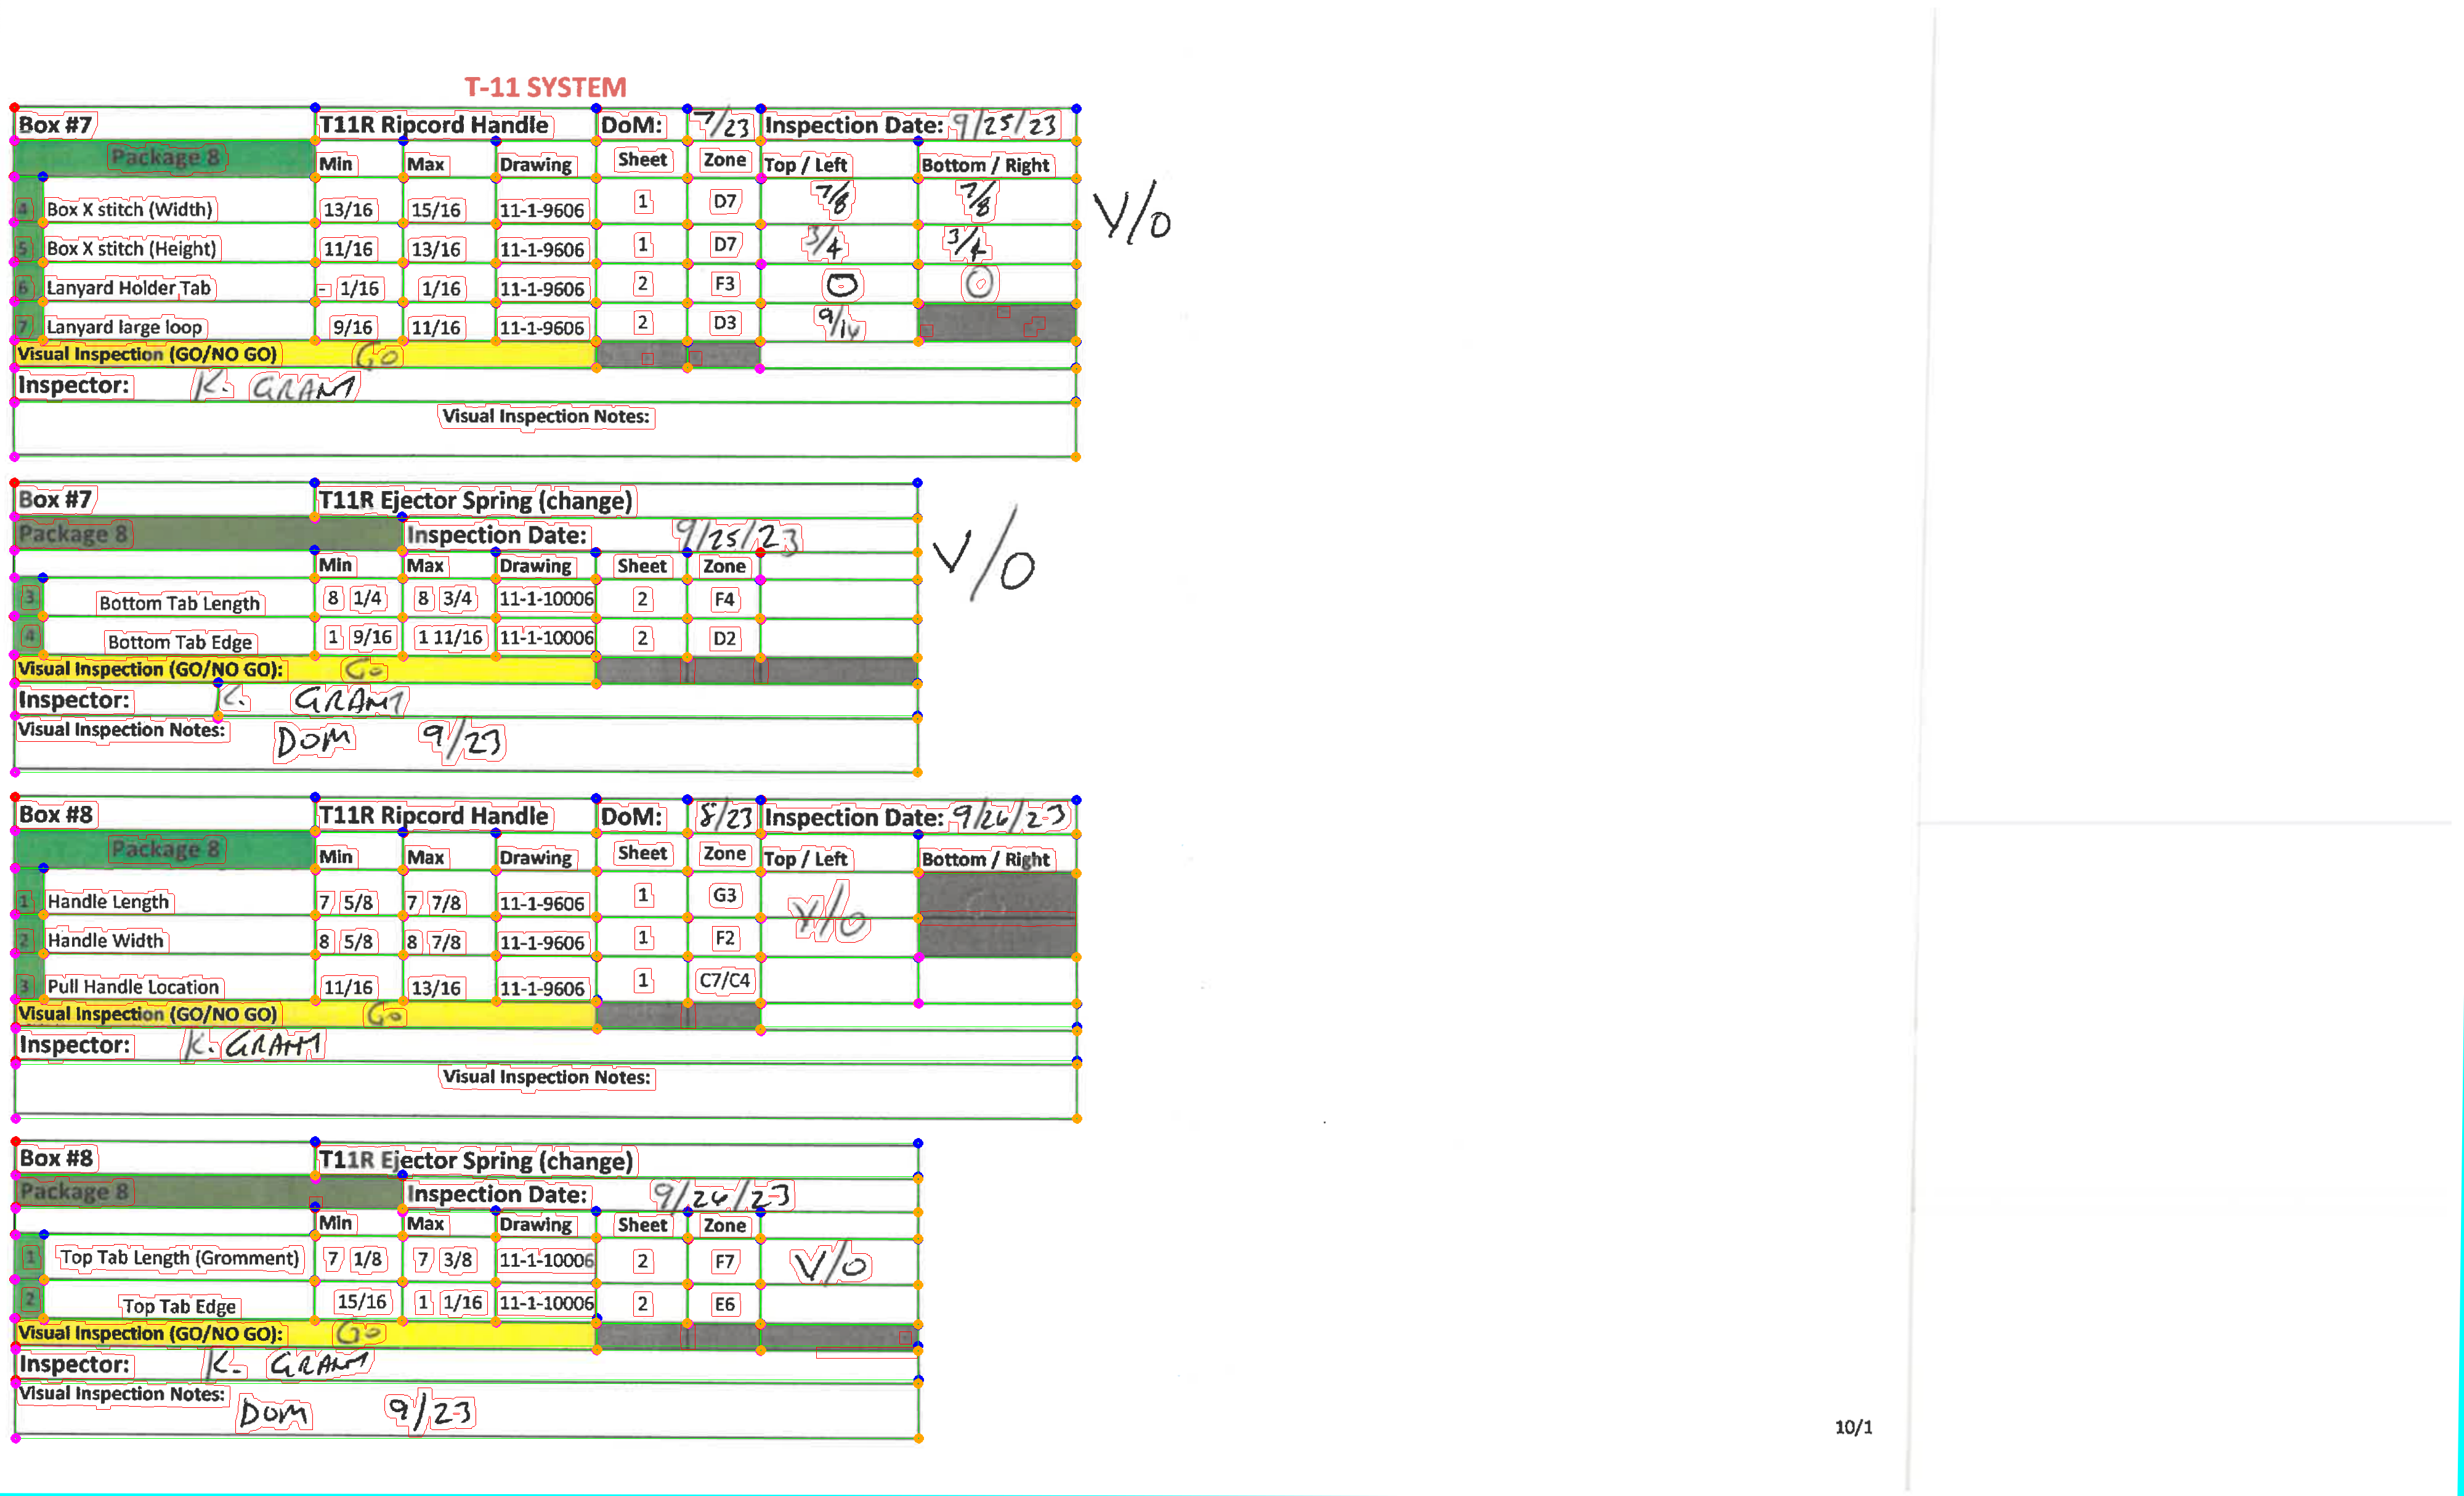 T-11 SYSTEM
Box #7 T11R Ripcord Handle DoM: 7/23 Inspection Date: 9/25/23
Package 8 Min Max Drawing Sheet Zone Top / Left Bottom / Right
4 Box X stitch (Width) 13/16 15/16 11-1-9606 1 D7 7/8 7/8 V/O
5 Box X stitch (Height) 11/16 13/16 11-1-9606 1 D7 3/4 3/4
6 Lanyard Holder Tab - 1/16 1/16 11-1-9606 2 F3 0 0
7 Lanyard large loop 9/16 11/16 11-1-9606 2 D3 9/16
Visual Inspection (GO/NO GO) GO
Inspector: K. GRANT
Visual Inspection Notes:
Box #7 T11R Ejector Spring (change)
Package 8 Inspection Date: 9/25/23 V/O
Min Max Drawing Sheet Zone
3 Bottom Tab Length 8 1/4 8 3/4 11-1-10006 2 F4
4 Bottom Tab Edge 1 9/16 1 11/16 11-1-10006 2 D2
Visual Inspection (GO/NO GO): GO
Inspector: K. GRANT
Visual Inspection Notes: DOM 9/23
Box #8 T11R Ripcord Handle DoM: 8/23 Inspection Date: 9/26/23
Package 8 Min Max Drawing Sheet Zone Top / Left Bottom / Right
1 Handle Length 7 5/8 7 7/8 11-1-9606 1 G3 V/O
2 Handle Width 8 5/8 8 7/8 11-1-9606 1 F2
3 Pull Handle Location 11/16 13/16 11-1-9606 1 C7/C4
Visual Inspection (GO/NO GO) GO
Inspector: K. GRANT
Visual Inspection Notes:
Box #8 T11R Ejector Spring (change)
Package 8 Inspection Date: 9/26/23
Min Max Drawing Sheet Zone
1 Top Tab Length (Gromment) 7 1/8 7 3/8 11-1-10006 2 F7 V/O
2 Top Tab Edge 15/16 1 1/16 11-1-10006 2 E6
Visual Inspection (GO/NO GO): GO
Inspector: K. GRANT
Visual Inspection Notes: DOM 9/23
10/1